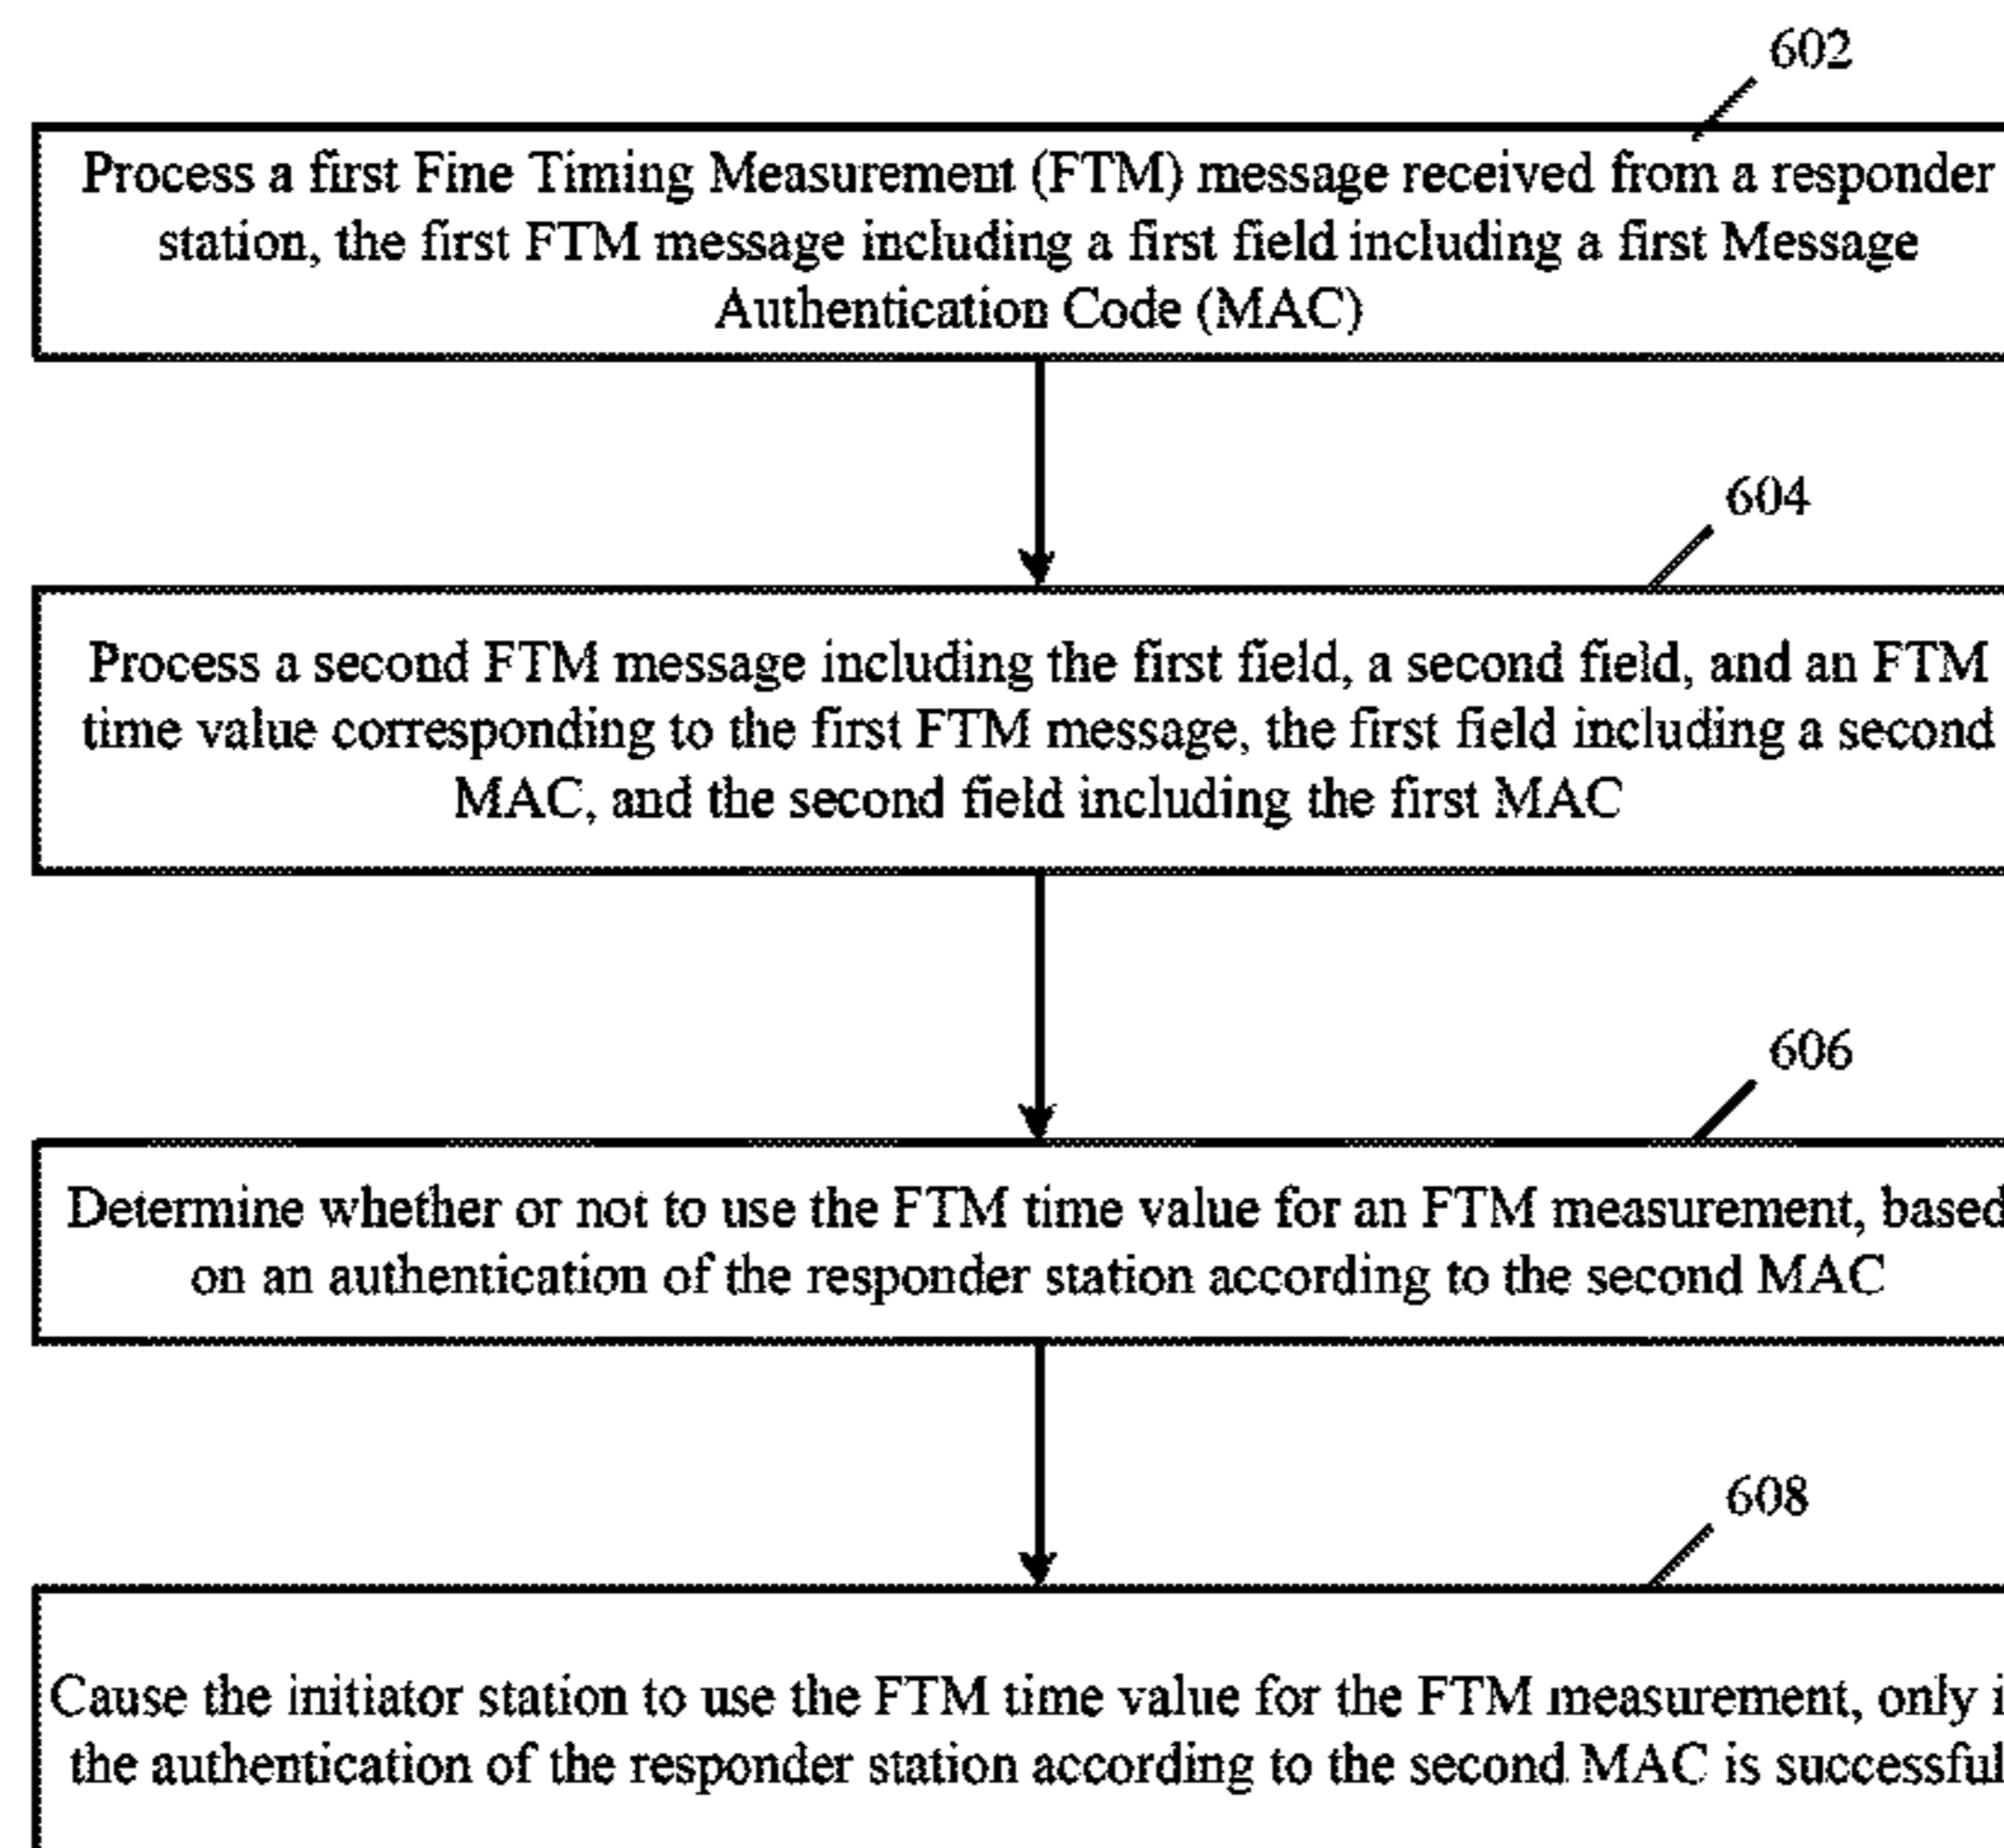 602
Process a first Fine Timing Measurement (FTM) message received from a responder
station, the first FTM message including a first field including a first Message
Authentication Code (MAC)
604
Process a second FTM message including the first field, a second field, and an FTM
time value corresponding to the first FTM message, the first field including a second
MAC, and the second field including the first MAC
606
Determine whether or not to use the FTM time value for an FTM measurement, based
on an authentication of the responder station according to the second MAC
608
Cause the initiator station to use the FTM time value for the FTM measurement, only
the authentication of the responder station according to the second MAC is successful